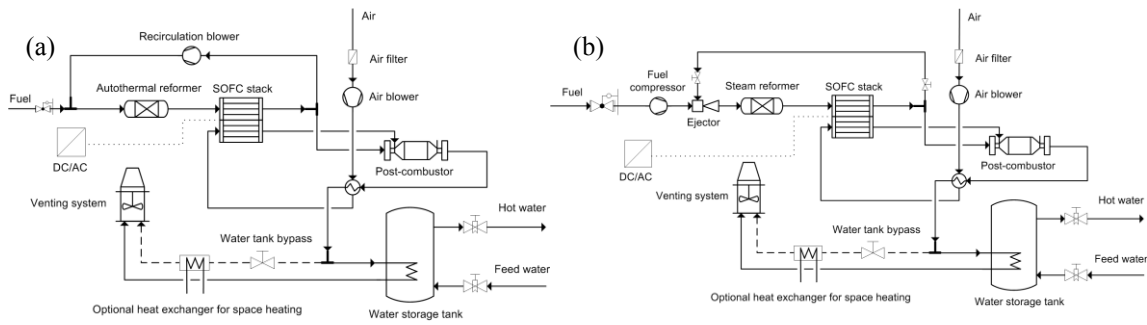 (a)
Air
Recirculation blower
Air filter
Autothermal reformer
SOFC stack
Fuel
Air blower
DC/AC
Post-combustor
Venting system
Hot water
Water tank bypass
Feed water
Optional heat exchanger for space heating
Water storage tank
(b)
Air
Air filter
Fuel
compressor
Steam reformer
SOFC stack
Fuel
Air blower
Ejector
DC/AC
Post-combustor
Venting system
Hot water
Water tank bypass
Feed water
Optional heat exchanger for space heating
Water storage tank